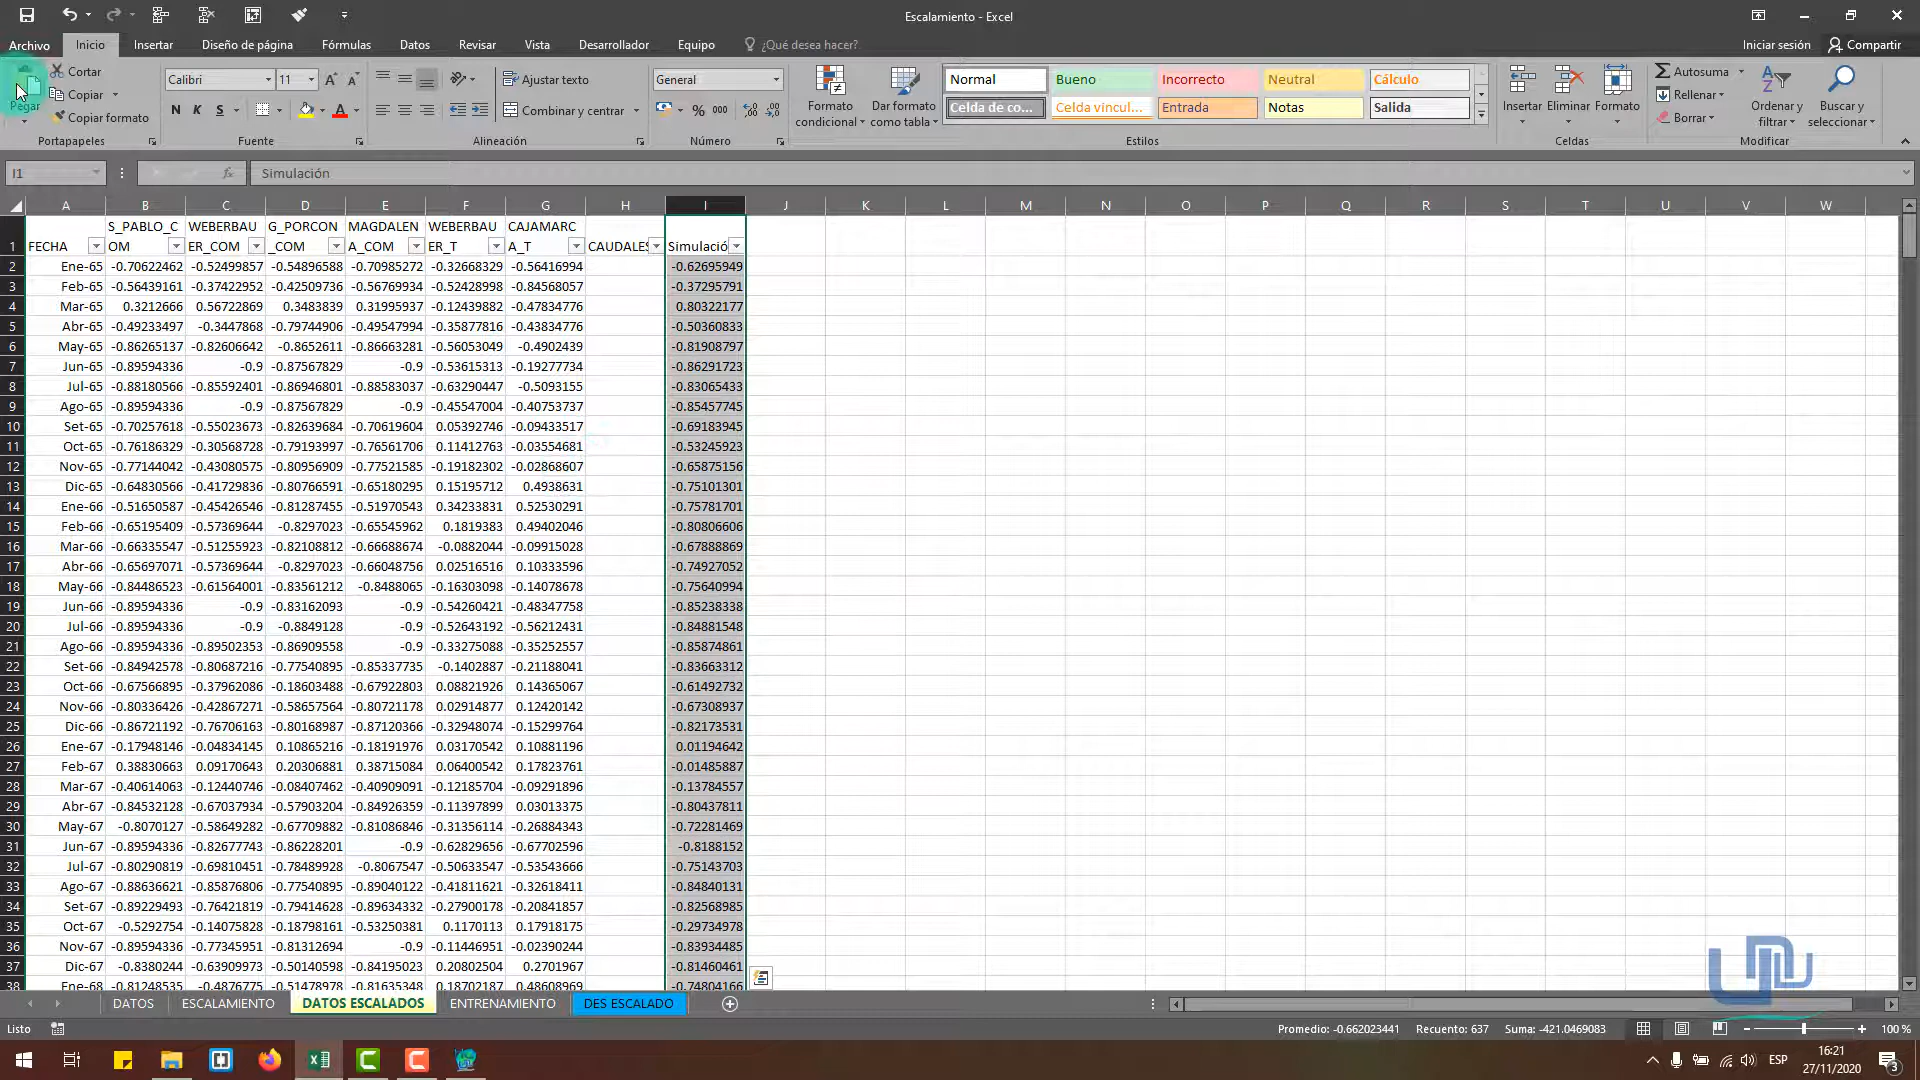 Escalamiento - Excel
Archivo Inicio Insertar Diseño de página Fórmulas Datos Revisar Vista Desarrollador Equipo ¿Qué desea hacer? Iniciar sesión Compartir
Cortar
Copiar
Copiar formato
Pegar
Portapapeles
Calibri 11
N K S
Fuente
Ajustar texto
Combinar y centrar
Alineación
General
% 000
Número
Formato condicional
Dar formato como tabla
Normal Bueno Incorrecto Neutral Cálculo
Celda de co... Celda vincul... Entrada Notas Salida
Estilos
Insertar Eliminar Formato
Celdas
Autosuma
Rellenar
Borrar
Ordenar y filtrar
Buscar y seleccionar
Modificar
I1 fx Simulación
A B C D E F G H I J K L M N O P Q R S T U V W
1 FECHA S_PABLO_COM WEBERBAUER_COM G_PORCON_COM MAGDALENA_COM WEBERBAUER_T CAJAMARCA_T CAUDALES Simulació
2 Ene-65 -0.70622462 -0.52499857 -0.54896588 -0.70985272 -0.32668329 -0.56416994 -0.62695949
3 Feb-65 -0.56439161 -0.37422952 -0.42509736 -0.56769934 -0.52428998 -0.84568057 -0.37295791
4 Mar-65 0.3212666 0.56722869 0.3483839 0.31995937 -0.12439882 -0.47834776 0.80322177
5 Abr-65 -0.49233497 -0.3447868 -0.79744906 -0.49547994 -0.35877816 -0.43834776 -0.50360833
6 May-65 -0.86265137 -0.82606642 -0.8652611 -0.86663281 -0.56053049 -0.4902439 -0.81908797
7 Jun-65 -0.89594336 -0.9 -0.87567829 -0.9 -0.53615313 -0.19277734 -0.86291723
8 Jul-65 -0.88180566 -0.85592401 -0.86946801 -0.88583037 -0.63290447 -0.5093155 -0.83065433
9 Ago-65 -0.89594336 -0.9 -0.87567829 -0.9 -0.45547004 -0.40753737 -0.85457745
10 Set-65 -0.70257618 -0.55023673 -0.82639684 -0.70619604 0.05392746 -0.09433517 -0.69183945
11 Oct-65 -0.76186329 -0.30568728 -0.79193997 -0.76561706 0.11412763 -0.03554681 -0.53245923
12 Nov-65 -0.77144042 -0.43080575 -0.80956909 -0.77521585 -0.19182302 -0.02868607 -0.65875156
13 Dic-65 -0.64830566 -0.41729836 -0.80766591 -0.65180295 0.15195712 0.4938631 -0.75101301
14 Ene-66 -0.51650587 -0.45426546 -0.81287455 -0.51970543 0.34233831 0.52530291 -0.75781701
15 Feb-66 -0.65195409 -0.57369644 -0.8297023 -0.65545962 0.1819383 0.49402046 -0.80806606
16 Mar-66 -0.66335547 -0.51255923 -0.82108812 -0.66688674 -0.0882044 -0.09915028 -0.67888869
17 Abr-66 -0.65697071 -0.57369644 -0.8297023 -0.66048756 0.02516516 0.10333596 -0.74927052
18 May-66 -0.84486523 -0.61564001 -0.83561212 -0.8488065 -0.16303098 -0.14078678 -0.75640994
19 Jun-66 -0.89594336 -0.9 -0.83162093 -0.9 -0.54260421 -0.48347758 -0.85238338
20 Jul-66 -0.89594336 -0.9 -0.8849128 -0.9 -0.52643192 -0.56212431 -0.84881548
21 Ago-66 -0.89594336 -0.89502353 -0.86909558 -0.9 -0.33275088 -0.35252557 -0.85874861
22 Set-66 -0.84942578 -0.80687216 -0.77540895 -0.85337735 -0.1402887 -0.21188041 -0.83663312
23 Oct-66 -0.67566895 -0.37962086 -0.18603488 -0.67922803 0.08821926 0.14365067 -0.61492732
24 Nov-66 -0.80336426 -0.42867271 -0.58657564 -0.80721178 0.02914877 0.12420142 -0.67308937
25 Dic-66 -0.86721192 -0.76706163 -0.80168987 -0.87120366 -0.32948074 -0.15299764 -0.82173531
26 Ene-67 -0.17948146 -0.04834145 0.10865216 -0.18191976 0.03170542 0.10881196 0.01194642
27 Feb-67 0.38830663 0.09170643 0.20306881 0.38715084 0.06400542 0.17823761 -0.01485887
28 Mar-67 -0.40614063 -0.12440746 -0.08407462 -0.40909091 -0.12185704 -0.09291896 -0.13784557
29 Abr-67 -0.84532128 -0.67037934 -0.57903204 -0.84926359 -0.11397899 0.03013375 -0.80437811
30 May-67 -0.8070127 -0.58649282 -0.67709882 -0.81086846 -0.31356114 -0.26884343 -0.72281469
31 Jun-67 -0.89594336 -0.82677743 -0.86228201 -0.9 -0.62829656 -0.67702596 -0.8188152
32 Jul-67 -0.80290819 -0.69810451 -0.78489928 -0.8067547 -0.50633547 -0.53543666 -0.75143703
33 Ago-67 -0.88636621 -0.85876806 -0.77540895 -0.89040122 -0.41811621 -0.32618411 -0.84840131
34 Set-67 -0.89229493 -0.76421819 -0.79414628 -0.89634332 -0.27900178 -0.20841857 -0.82568985
35 Oct-67 -0.5292754 -0.14075828 -0.18798161 -0.53250381 0.1170113 0.17918175 -0.29734978
36 Nov-67 -0.89594336 -0.77345951 -0.81312694 -0.9 -0.11446951 -0.02390244 -0.83934485
37 Dic-67 -0.8380244 -0.63909973 -0.50140598 -0.84195023 0.20802504 0.2701967 -0.81460461
38 Ene-68 -0.81248535 -0.4876775 -0.51478978 -0.81635348 0.18702187 0.48608969 -0.74804166
DATOS ESCALAMIENTO DATOS ESCALADOS ENTRENAMIENTO DES ESCALADO
Listo Promedio: -0.662023441 Recuento: 637 Suma: -421.0469083 100 %
ESP 16:21
27/11/2020
3